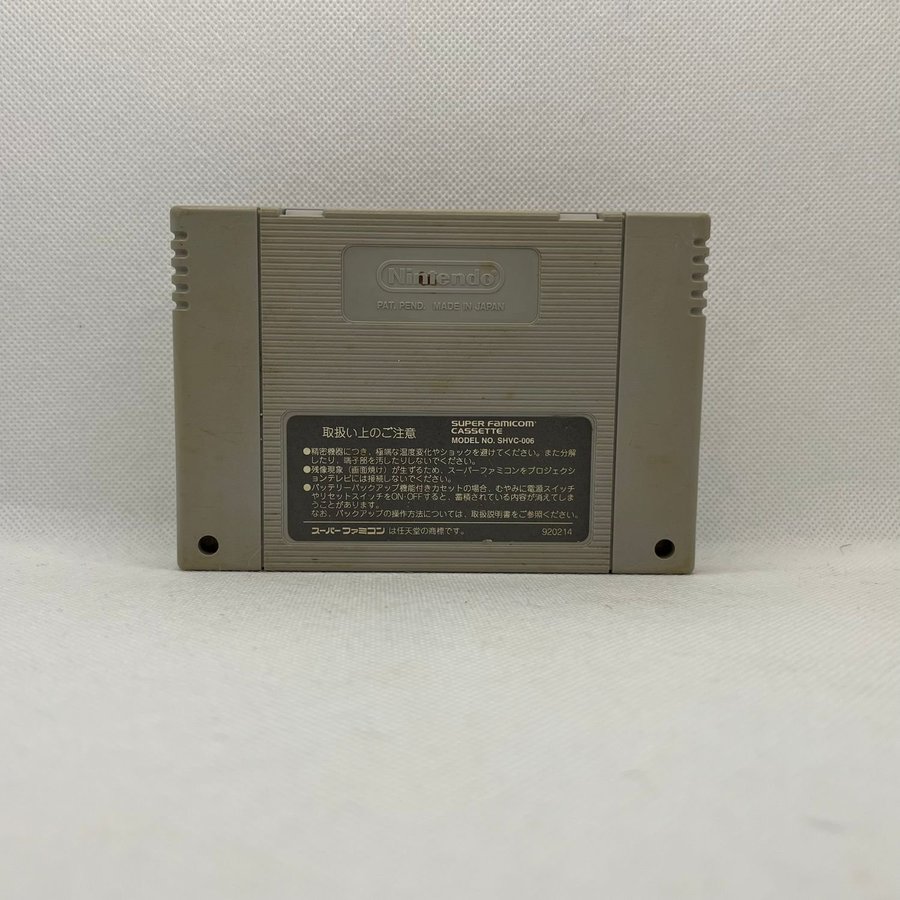 Nintendo
PAT. PEND. MADE IN JAPAN
取扱い上のご注意
SUPER FAMICOM
CASSETTE
MODEL NO. SHVC-006
●精密機器につき、極端な温度変化やショックを避けてください。また分解
したり、端子部を汚したりしないでください。
●残像現象（画面焼け）が生ずるため、スーパーファミコンをプロジェクシ
ョンテレビには接続しないでください。
●バッテリーバックアップ機能付きカセットの場合、むやみに電源スイッチ
やリセットスイッチをON・OFFすると、蓄積されている内容が消えてしま
うことがあります。
なお、バックアップの操作方法については、取扱説明書をご参照ください。
スーパーファミコンは任天堂の商標です。 920214